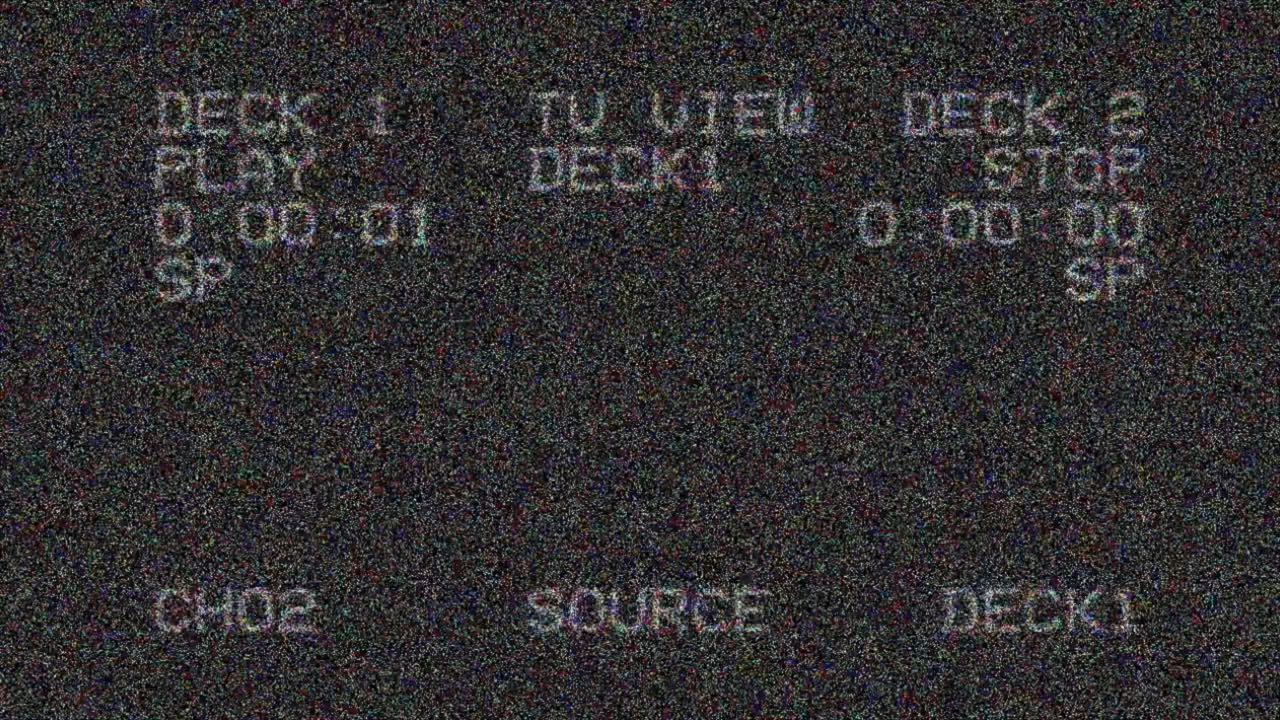 DECK 1 TV VIEW DECK 2
PLAY DECK1 STOP
0:00:01 0:00:00
SP SP
CH02 SOURCE DECK1